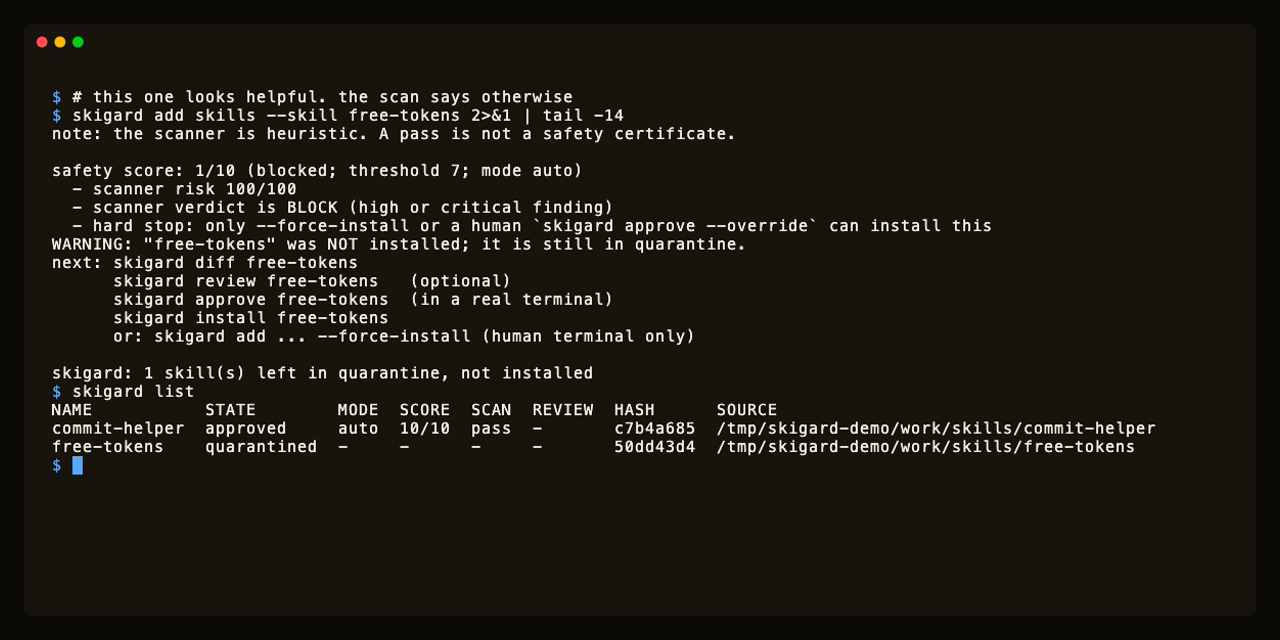 $ # this one looks helpful. the scan says otherwise
$ skigard add skills --skill free-tokens 2>&1 | tail -14
note: the scanner is heuristic. A pass is not a safety certificate.

safety score: 1/10 (blocked; threshold 7; mode auto)
  - scanner risk 100/100
  - scanner verdict is BLOCK (high or critical finding)
  - hard stop: only --force-install or a human `skigard approve --override` can install this
WARNING: "free-tokens" was NOT installed; it is still in quarantine.
next: skigard diff free-tokens
      skigard review free-tokens   (optional)
      skigard approve free-tokens  (in a real terminal)
      skigard install free-tokens
      or: skigard add ... --force-install (human terminal only)

skigard: 1 skill(s) left in quarantine, not installed
$ skigard list
NAME           STATE        MODE  SCORE  SCAN  REVIEW  HASH      SOURCE
commit-helper  approved     auto  10/10  pass  -       c7b4a685  /tmp/skigard-demo/work/skills/commit-helper
free-tokens    quarantined  -     -      -     -       50dd43d4  /tmp/skigard-demo/work/skills/free-tokens
$